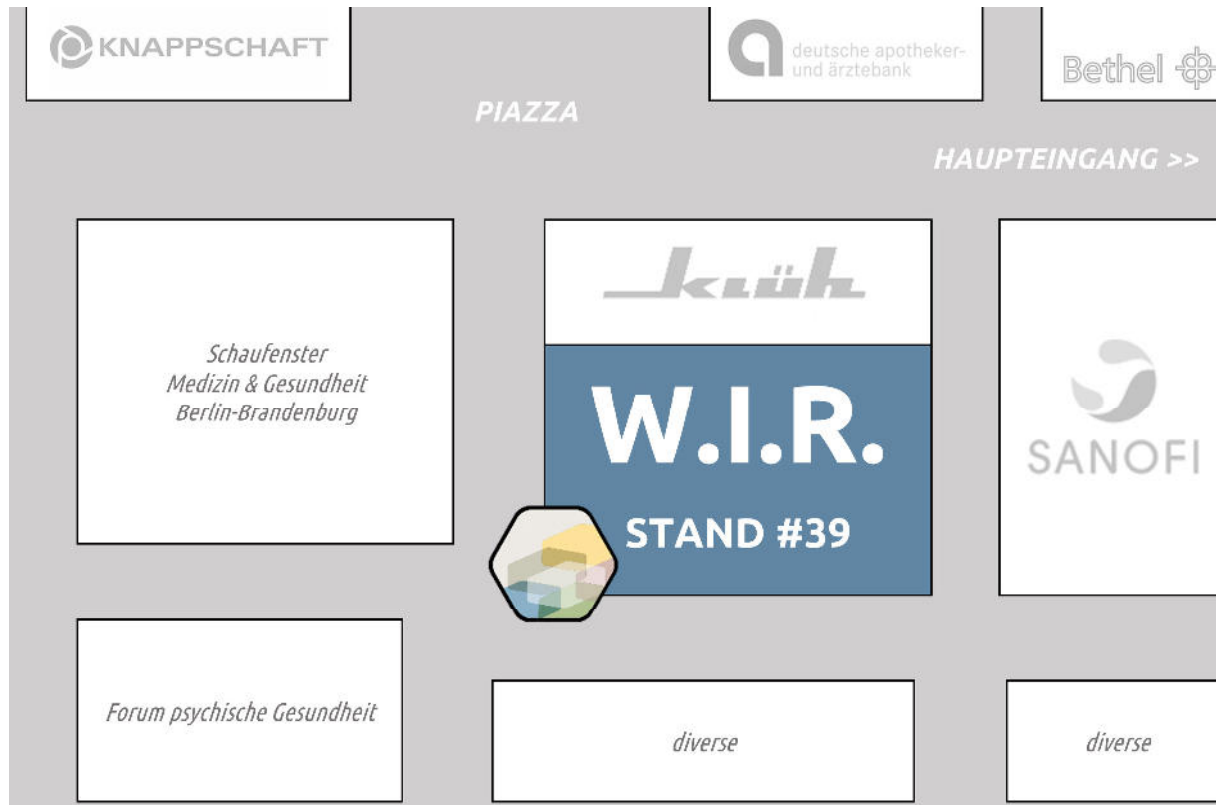 KNAPPSCHAFT
deutsche apotheker-
und ärztebank
Bethel
PIAZZA
HAUPTEINGANG >>
Schaufenster
Medizin & Gesundheit
Berlin-Brandenburg
klüh
W.I.R.
STAND #39
SANOFI
Forum psychische Gesundheit
diverse
diverse